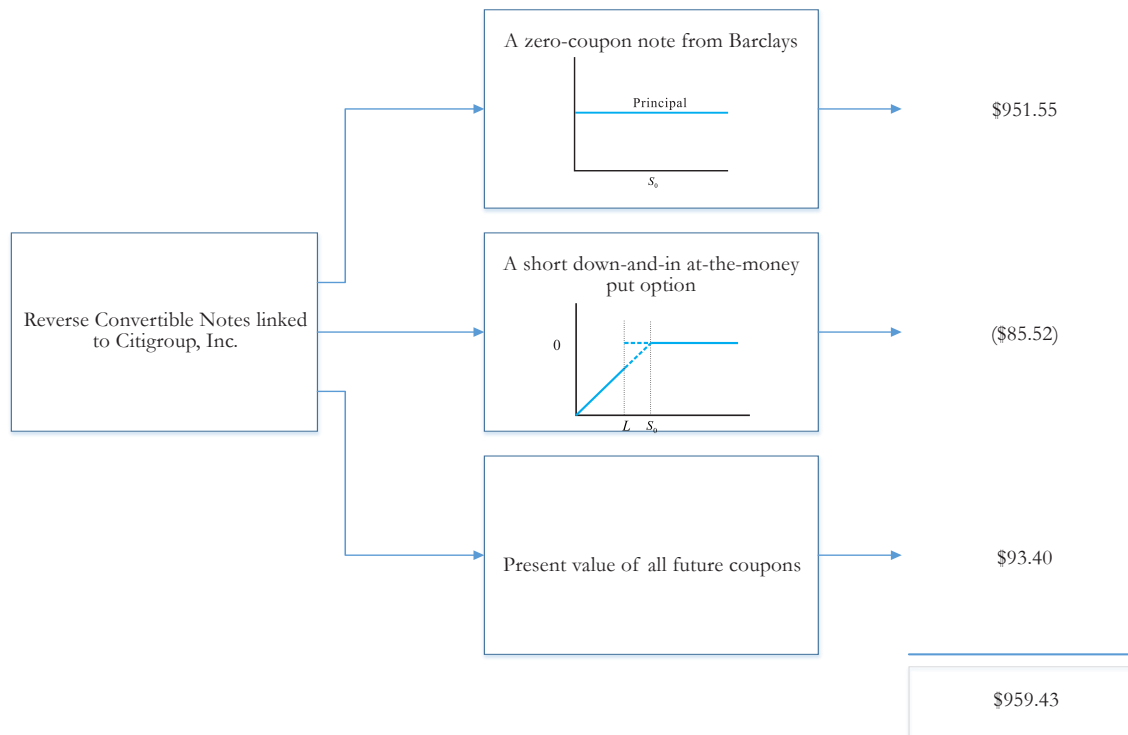 A zero-coupon note from Barclays
Principal
S0
$951.55
Reverse Convertible Notes linked
to Citigroup, Inc.
A short down-and-in at-the-money
put option
0
L
S0
($85.52)
Present value of all future coupons
$93.40
$959.43